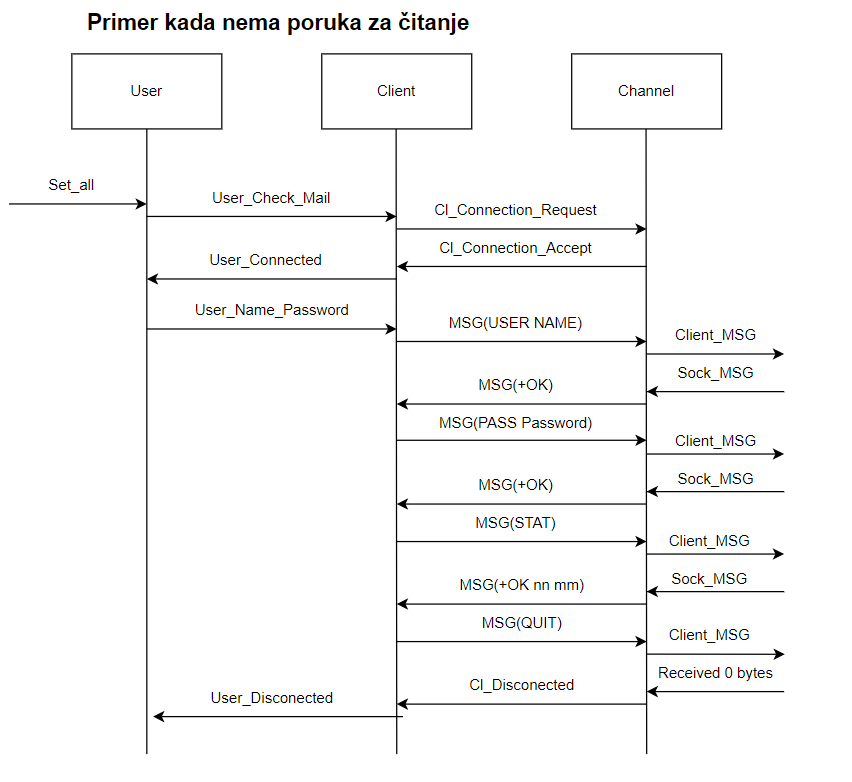 Primer kada nema poruka za čitanje
User
Client
Channel
Set_all
User_Check_Mail
Cl_Connection_Request
Cl_Connection_Accept
User_Connected
User_Name_Password
MSG(USER NAME)
Client_MSG
Sock_MSG
MSG(+OK)
MSG(PASS Password)
Client_MSG
Sock_MSG
MSG(+OK)
MSG(STAT)
Client_MSG
Sock_MSG
MSG(+OK nn mm)
MSG(QUIT)
Client_MSG
Received 0 bytes
Cl_Disconected
User_Disconected